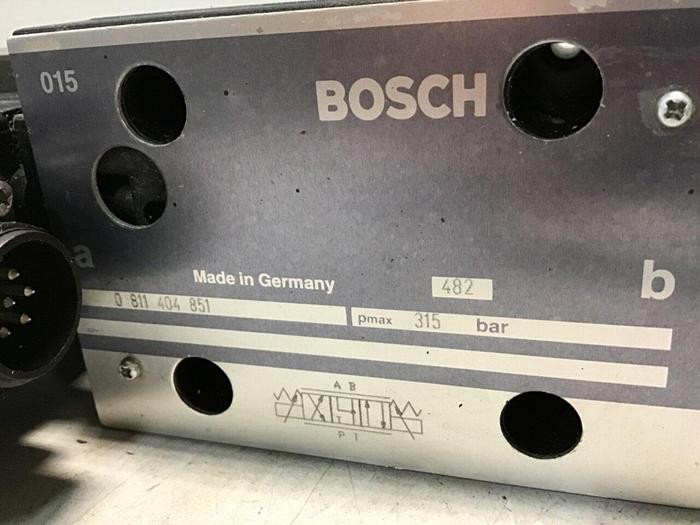 015
BOSCH
a
Made in Germany
482
b
0 811 404 851
pmax 315 bar
A B
P T